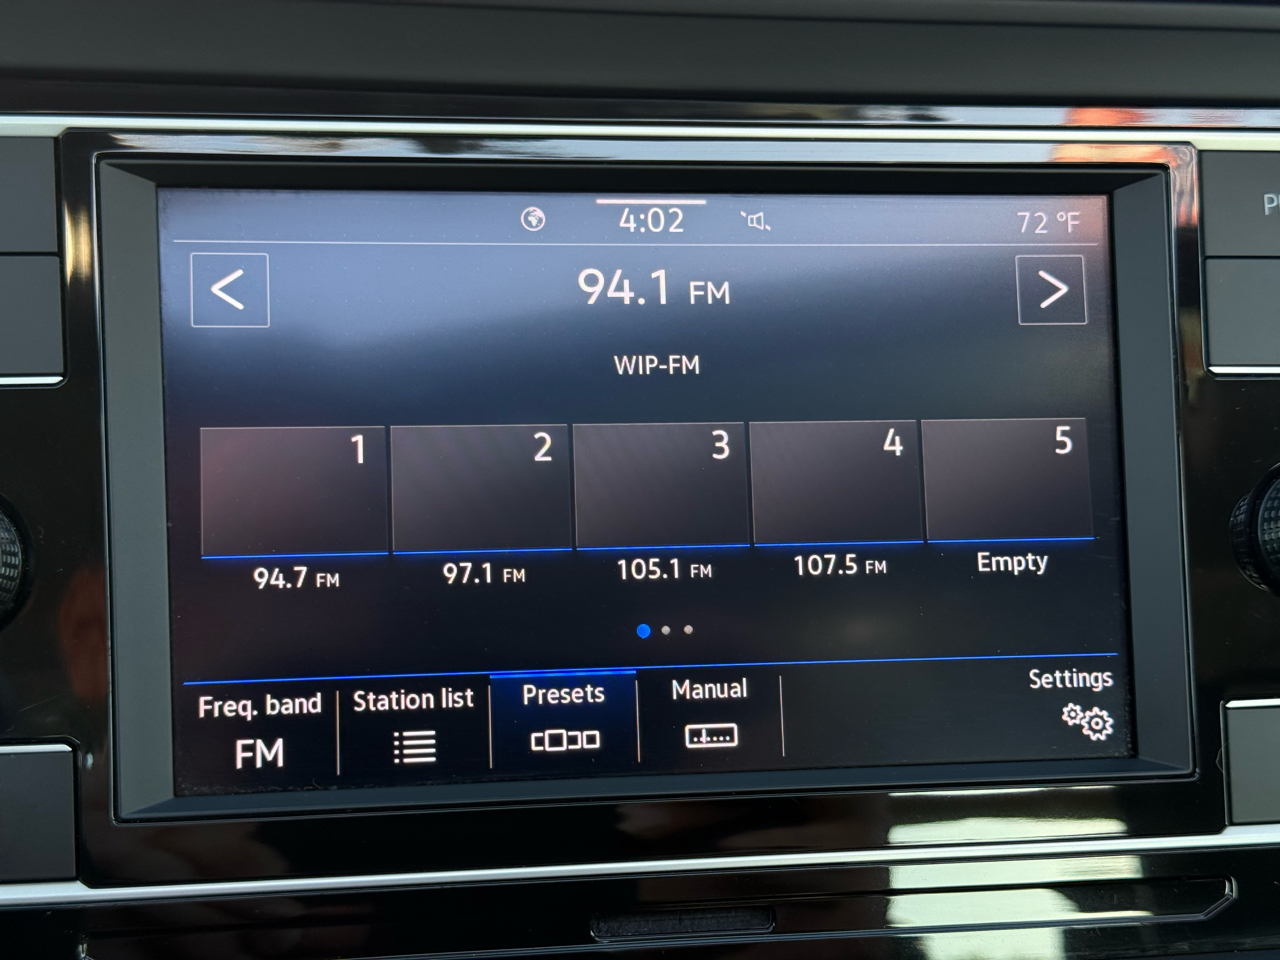 4:02 72 °F
94.1 FM
WIP-FM
1 2 3 4 5
94.7 FM 97.1 FM 105.1 FM 107.5 FM Empty
Freq. band Station list Presets Manual Settings
FM